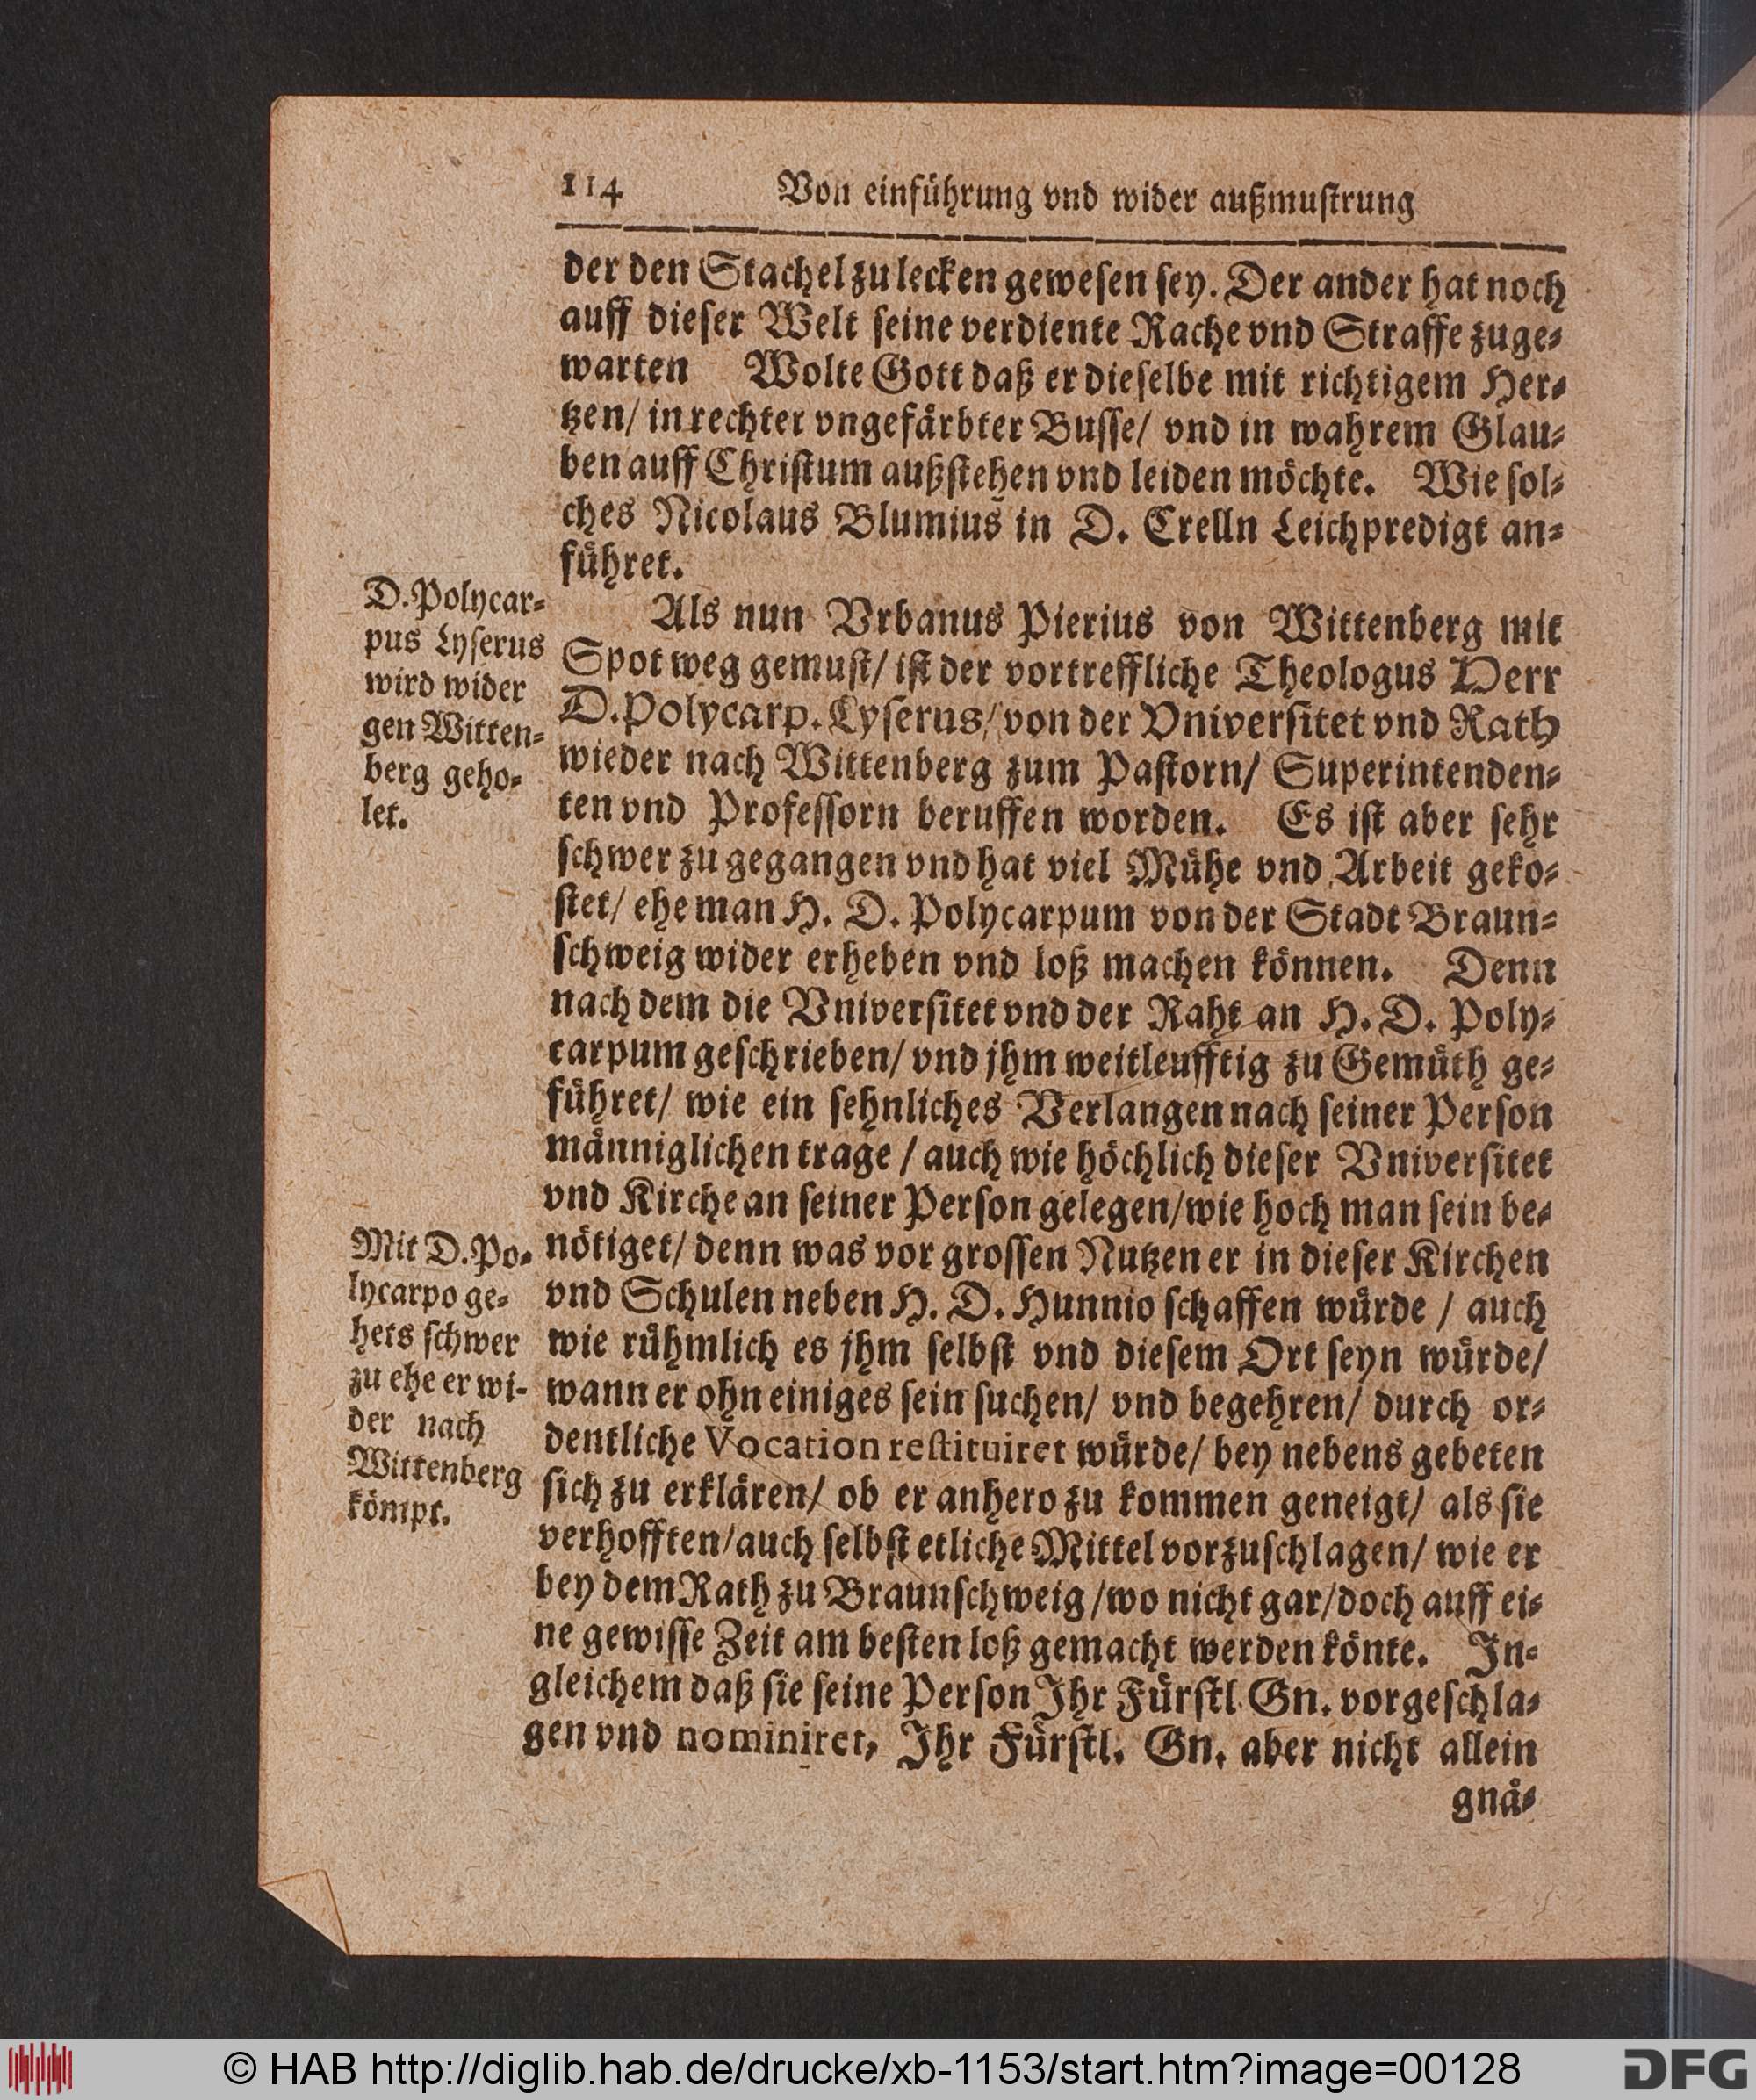 114 Von einführung vnd wider außmustrung
der den Stachel zu lecken gewesen sey. Der ander hat noch
auff dieser Welt seine verdiente Rache vnd Straffe zuge-
warten Wolte Gott daß er dieselbe mit richtigem Her-
tzen/ in rechter vngefärbter Busse/ vnd in wahrem Glau-
ben auff Christum außstehen vnd leiden möchte. Wie sol-
ches Nicolaus Blumius in D. Crelln Leichpredigt an-
führet.
D. Polycar-
pus Lyserus
wird wider
gen Witten-
berg geho-
let.
Als nun Vrbanus Pierius von Wittenberg mit
Spot weg gemust/ ist der vortreffliche Theologus Herr
D. Polycarp. Lyserus/ von der Vniversitet vnd Rath
wieder nach Wittenberg zum Pastorn/ Superintenden-
ten vnd Professorn beruffen worden. Es ist aber sehr
schwer zu gegangen vnd hat viel Mühe vnd Arbeit geko-
stet/ ehe man H. D. Polycarpum von der Stadt Braun-
schweig wider erheben vnd loß machen können. Denn
nach dem die Vniversitet vnd der Raht an H. D. Poly-
carpum geschrieben/ vnd jhm weitleufftig zu Gemüth ge-
führet/ wie ein sehnliches Verlangen nach seiner Person
männiglichen trage / auch wie höchlich dieser Vniversitet
vnd Kirche an seiner Person gelegen/ wie hoch man sein be-
nötiget/ denn was vor grossen Nutzen er in dieser Kirchen
vnd Schulen neben H. D. Hunnio schaffen würde / auch
wie rühmlich es jhm selbst vnd diesem Ort seyn würde/
wann er ohn einiges sein suchen/ vnd begehren/ durch or-
dentliche Vocation restituiret würde/ bey nebens gebeten
sich zu erklären/ ob er anhero zu kommen geneigt/ als sie
verhofften/ auch selbst etliche Mittel vorzuschlagen/ wie er
bey dem Rath zu Braunschweig / wo nicht gar/ doch auff ei-
ne gewisse Zeit am besten loß gemacht werden könte. In-
gleichem daß sie seine Person Ihr Fürstl. Gn. vorgeschla-
gen vnd nominiret, Ihr Fürstl. Gn. aber nicht allein
Mit D. Po-
lycarpo ge-
hets schwer
zu ehe er wi-
der nach
Wittenberg
kömpt.
gnä-
© HAB http://diglib.hab.de/drucke/xb-1153/start.htm?image=00128
DFG